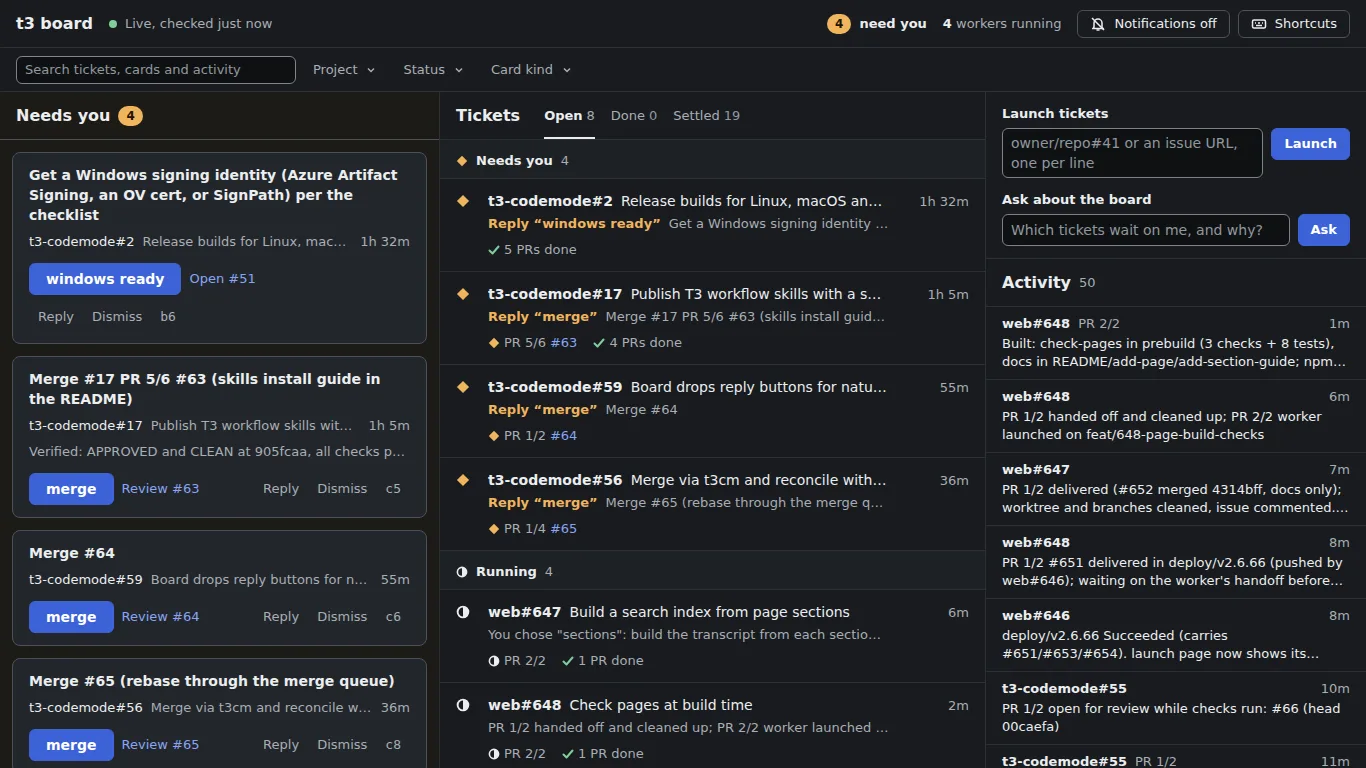 t3 board
Live, checked just now
4 need you
4 workers running
Notifications off
Shortcuts
Search tickets, cards and activity
Project
Status
Card kind
Needs you 4
Get a Windows signing identity (Azure Artifact
Signing, an OV cert, or SignPath) per the
checklist
t3-codemode#2 Release builds for Linux, mac… 1h 32m
windows ready Open #51
Reply Dismiss b6
Merge #17 PR 5/6 #63 (skills install guide in
the README)
t3-codemode#17 Publish T3 workflow skills wit… 1h 5m
Verified: APPROVED and CLEAN at 905fcaa, all checks p…
merge Review #63 Reply Dismiss c5
Merge #64
t3-codemode#59 Board drops reply buttons for n… 55m
merge Review #64 Reply Dismiss c6
Merge #65 (rebase through the merge queue)
t3-codemode#56 Merge via t3cm and reconcile w… 36m
merge Review #65 Reply Dismiss c8
Tickets Open 8 Done 0 Settled 19
Needs you 4
t3-codemode#2 Release builds for Linux, macOS an… 1h 32m
Reply “windows ready” Get a Windows signing identity …
5 PRs done
t3-codemode#17 Publish T3 workflow skills with a s… 1h 5m
Reply “merge” Merge #17 PR 5/6 #63 (skills install guid…
PR 5/6 #63 4 PRs done
t3-codemode#59 Board drops reply buttons for natu… 55m
Reply “merge” Merge #64
PR 1/2 #64
t3-codemode#56 Merge via t3cm and reconcile with… 36m
Reply “merge” Merge #65 (rebase through the merge q…
PR 1/4 #65
Running 4
web#647 Build a search index from page sections 6m
You chose "sections": build the transcript from each sectio…
PR 2/2 1 PR done
web#648 Check pages at build time 2m
PR 1/2 handed off and cleaned up; PR 2/2 worker launched …
PR 2/2 1 PR done
Launch tickets
owner/repo#41 or an issue URL,
one per line
Launch
Ask about the board
Which tickets wait on me, and why?
Ask
Activity 50
web#648 PR 2/2 1m
Built: check-pages in prebuild (3 checks + 8 tests),
docs in README/add-page/add-section-guide; npm…
web#648 6m
PR 1/2 handed off and cleaned up; PR 2/2 worker
launched on feat/648-page-build-checks
web#647 7m
PR 1/2 delivered (#652 merged 4314bff, docs only);
worktree and branches cleaned, issue commented.…
web#648 8m
PR 1/2 #651 delivered in deploy/v2.6.66 (pushed by
web#646); waiting on the worker's handoff before…
web#646 8m
deploy/v2.6.66 Succeeded (carries
#651/#653/#654). launch page now shows its…
t3-codemode#55 10m
PR 1/2 open for review while checks run: #66 (head
00caefa)
t3-codemode#55 PR 1/2 11m